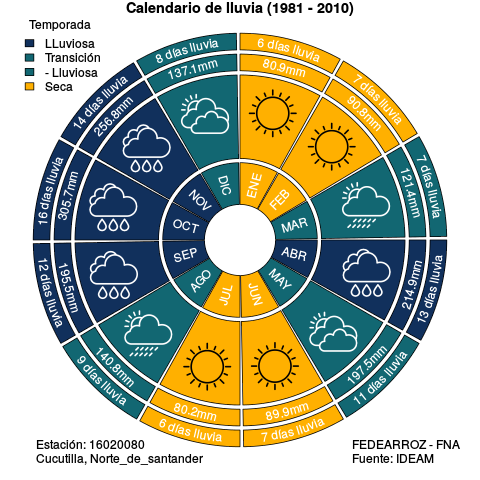 Calendario de lluvia (1981 - 2010)
Temporada
LLuviosa
Transición
- Lluviosa
Seca
6 días lluvia
80.9mm
ENE
7 días lluvia
90.8mm
FEB
7 días lluvia
121.4mm
MAR
13 días lluvia
214.9mm
ABR
11 días lluvia
197.5mm
MAY
7 días lluvia
89.9mm
JUN
6 días lluvia
80.2mm
JUL
9 días lluvia
140.8mm
AGO
12 días lluvia
195.5mm
SEP
16 días lluvia
305.7mm
OCT
14 días lluvia
256.8mm
NOV
8 días lluvia
137.1mm
DIC
Estación: 16020080
Cucutilla, Norte_de_santander
FEDEARROZ - FNA
Fuente: IDEAM